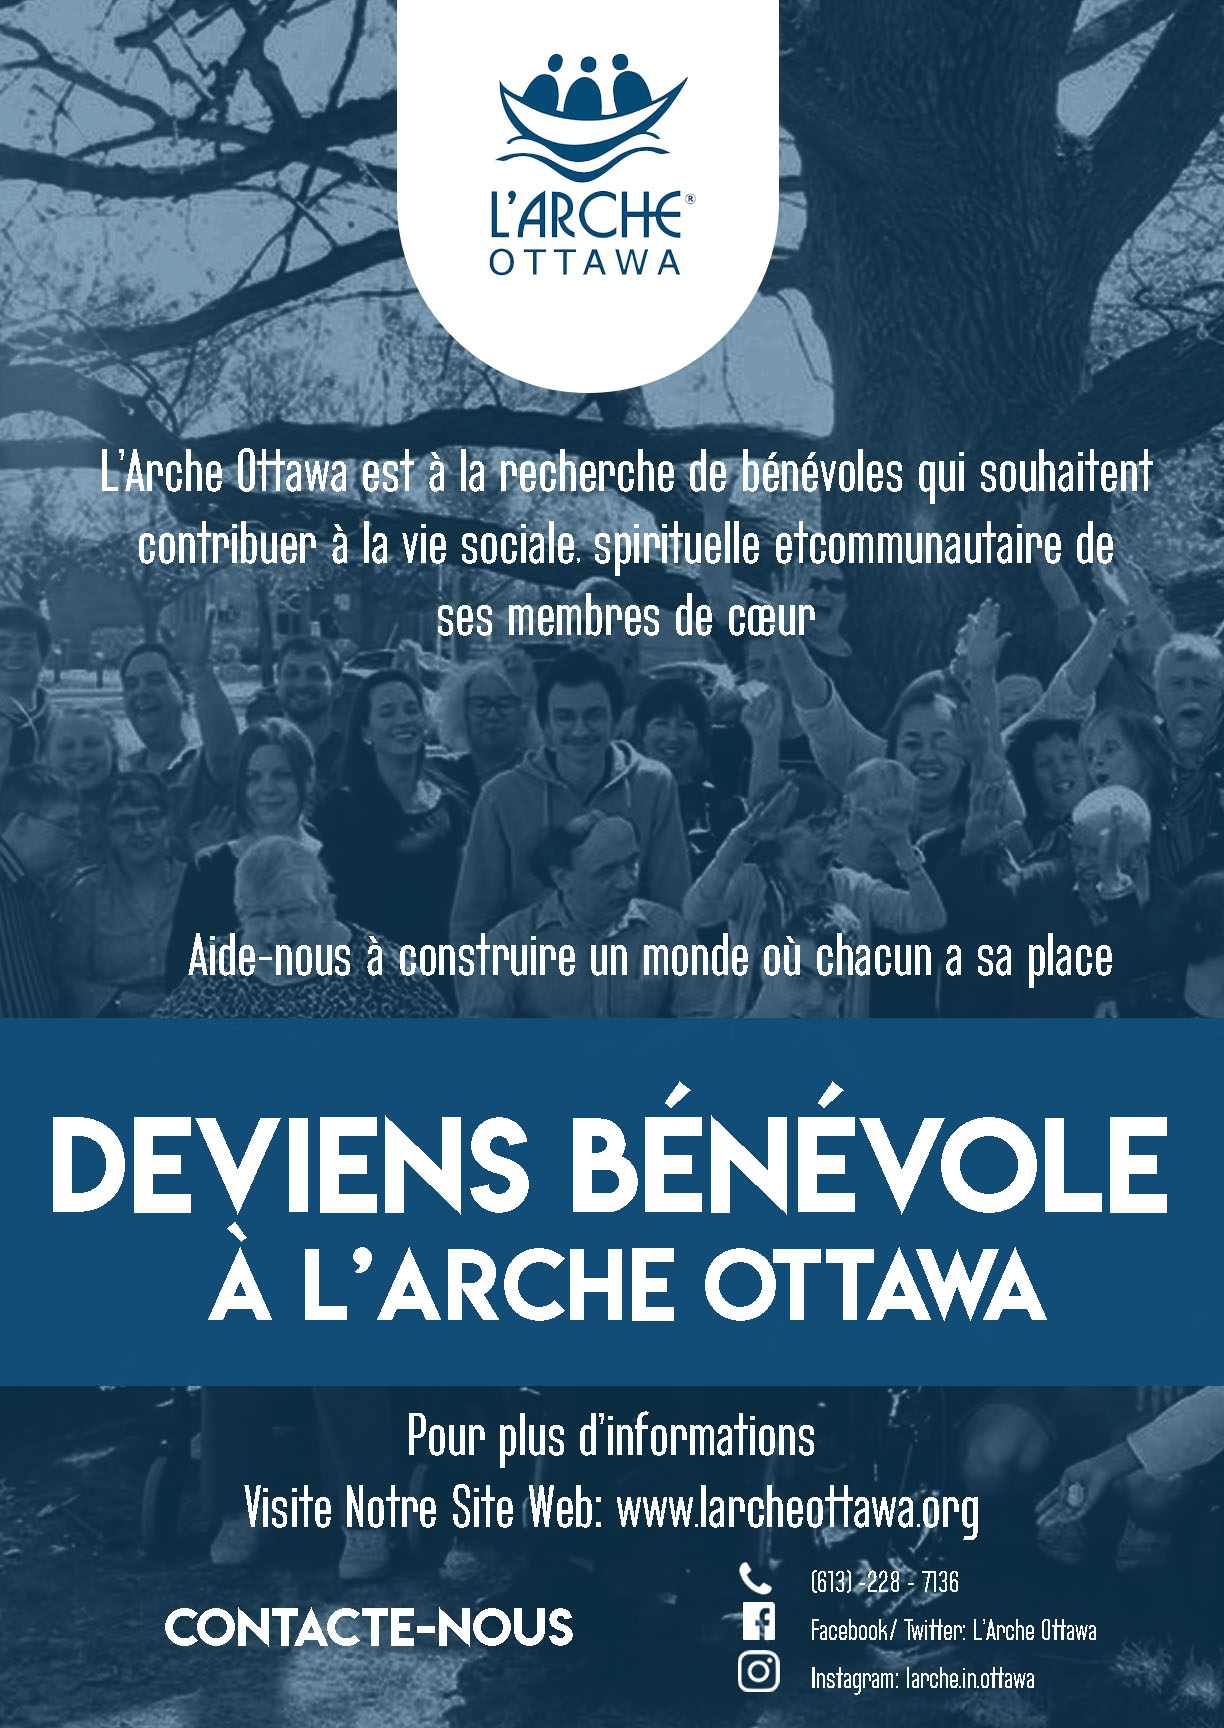 L'ARCHE®
OTTAWA
L'Arche Ottawa est à la recherche de bénévoles qui souhaitent
contribuer à la vie sociale, spirituelle etcommunautaire de
ses membres de cœur
Aide-nous à construire un monde où chacun a sa place
DEVIENS BÉNÉVOLE
À L'ARCHE OTTAWA
Pour plus d'informations
Visite Notre Site Web: www.larcheottawa.org
CONTACTE-NOUS
(613) -228 - 7136
Facebook/ Twitter: L'Arche Ottawa
Instagram: larche.in.ottawa